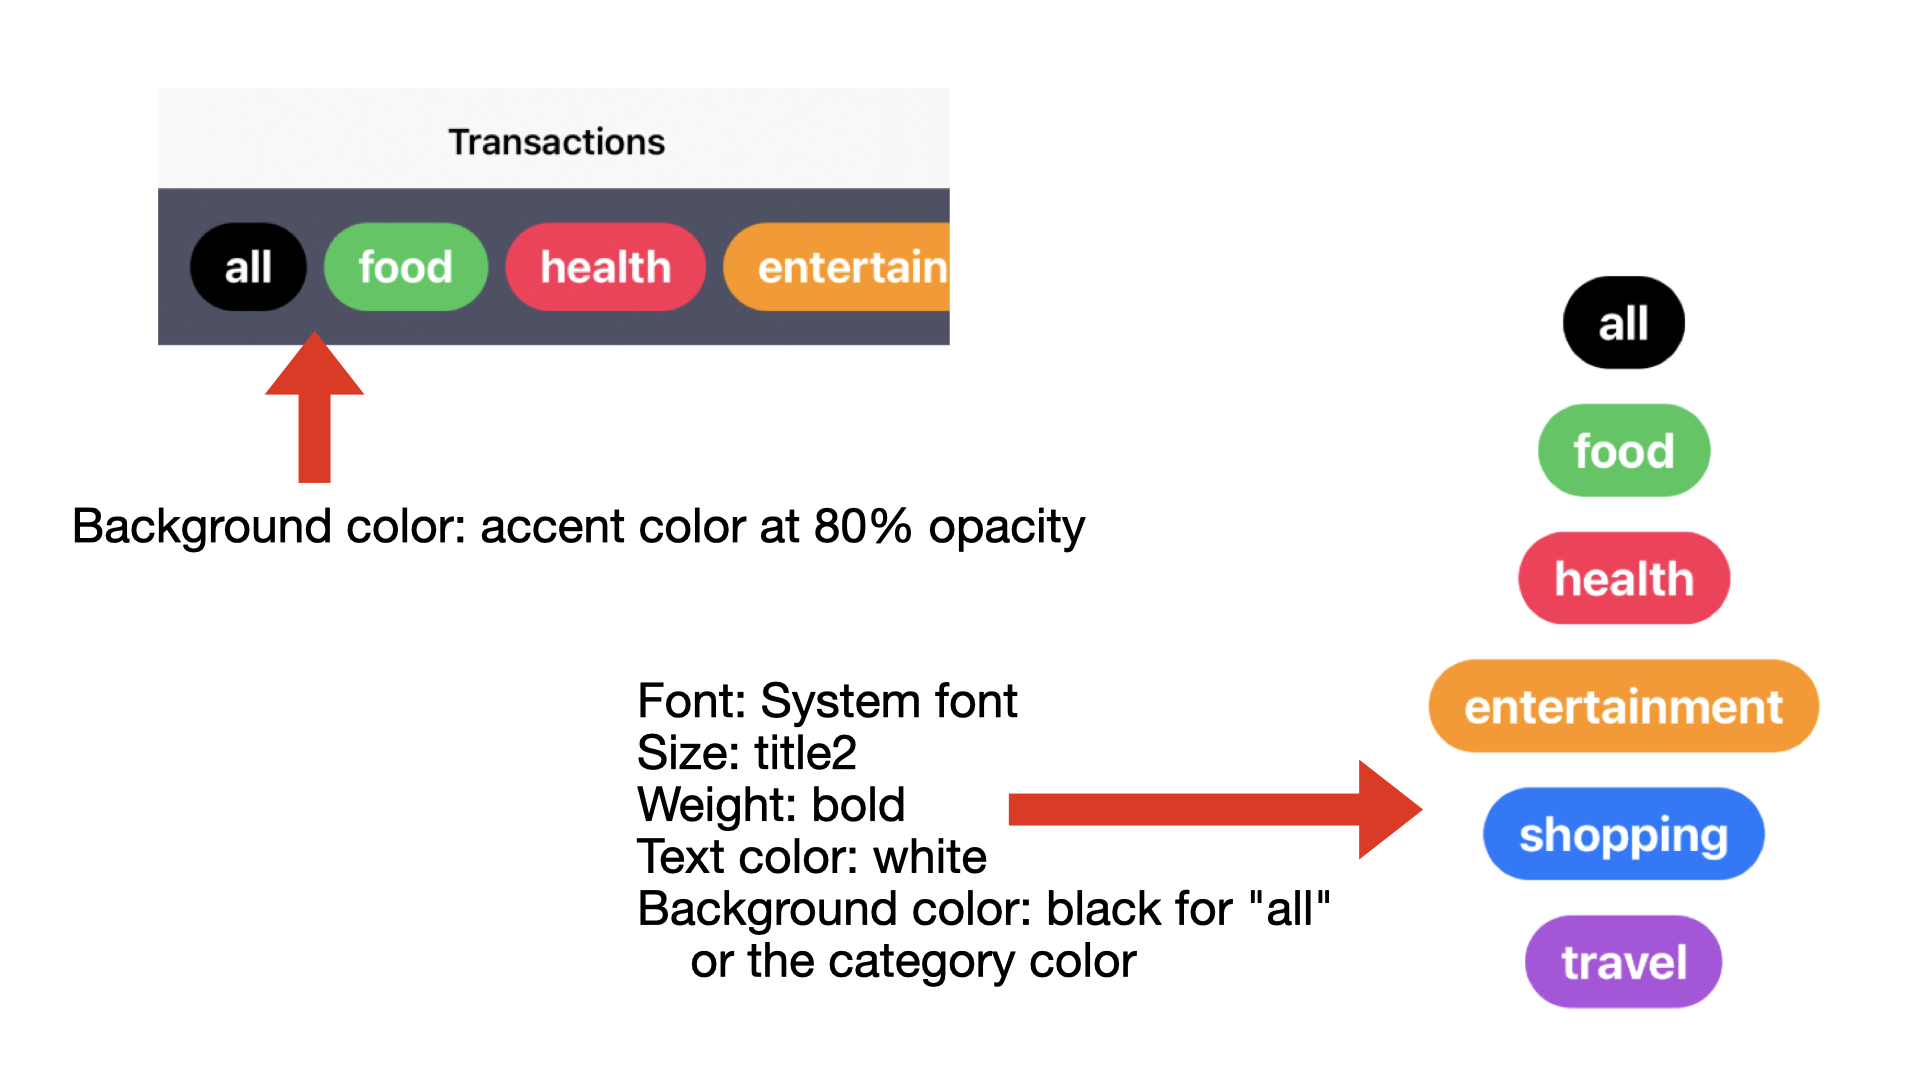 Transactions
all food health entertain
Background color: accent color at 80% opacity
Font: System font
Size: title2
Weight: bold
Text color: white
Background color: black for "all"
or the category color
all
food
health
entertainment
shopping
travel